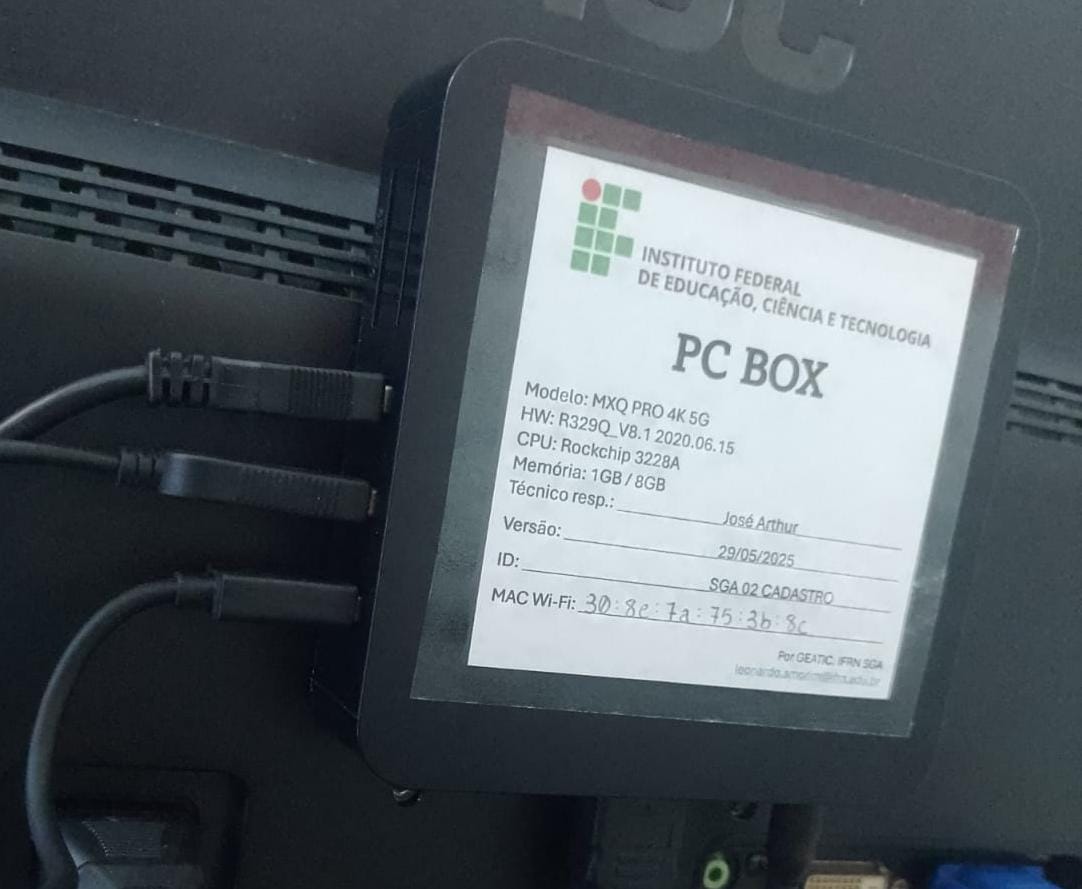 INSTITUTO FEDERAL
DE EDUCAÇÃO, CIÊNCIA E TECNOLOGIA
PC BOX
Modelo: MXQ PRO 4K 5G
HW: R329Q_V8.1 2020.06.15
CPU: Rockchip 3228A
Memória: 1GB / 8GB
Técnico resp.: José Arthur
Versão: 29/05/2025
ID: SGA 02 CADASTRO
MAC Wi-Fi: 30:8e:7a:75:3b:8c
Por GEATIC. IFRN SGA
leonardo.amorim@ifrn.edu.br